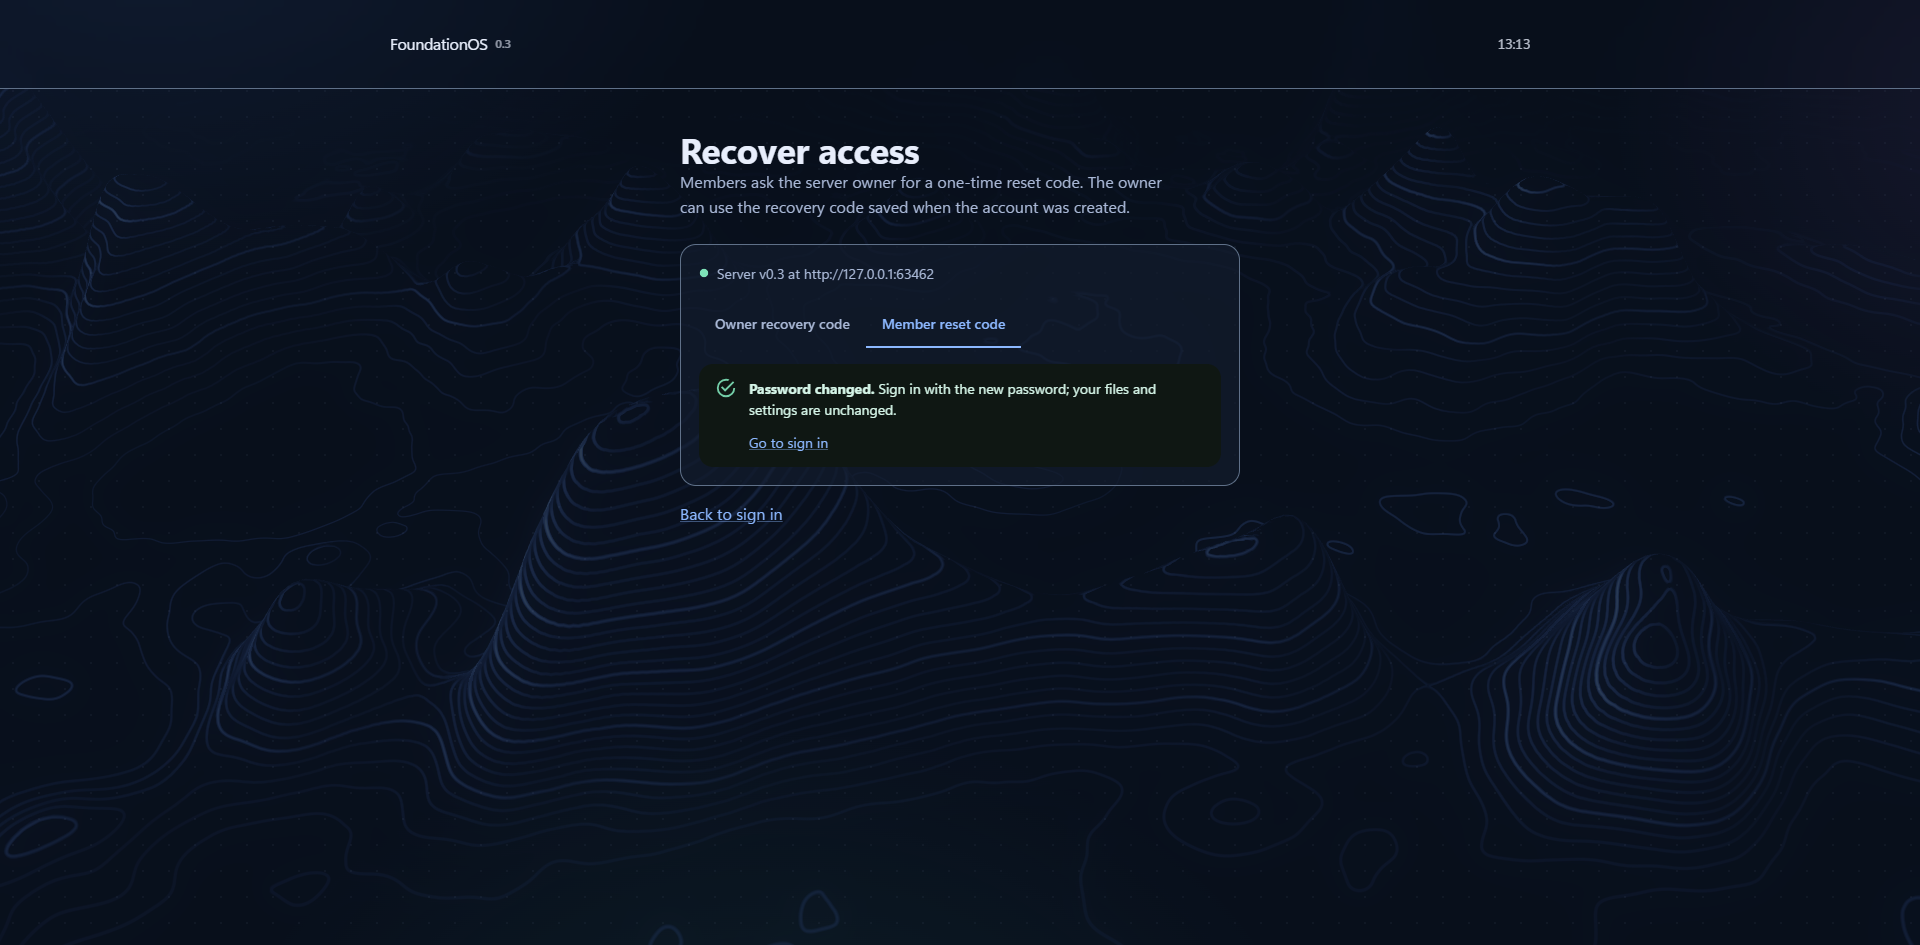 FoundationOS 0.3
13:13
Recover access
Members ask the server owner for a one-time reset code. The owner
can use the recovery code saved when the account was created.
Server v0.3 at http://127.0.0.1:63462
Owner recovery code
Member reset code
Password changed. Sign in with the new password; your files and
settings are unchanged.
Go to sign in
Back to sign in